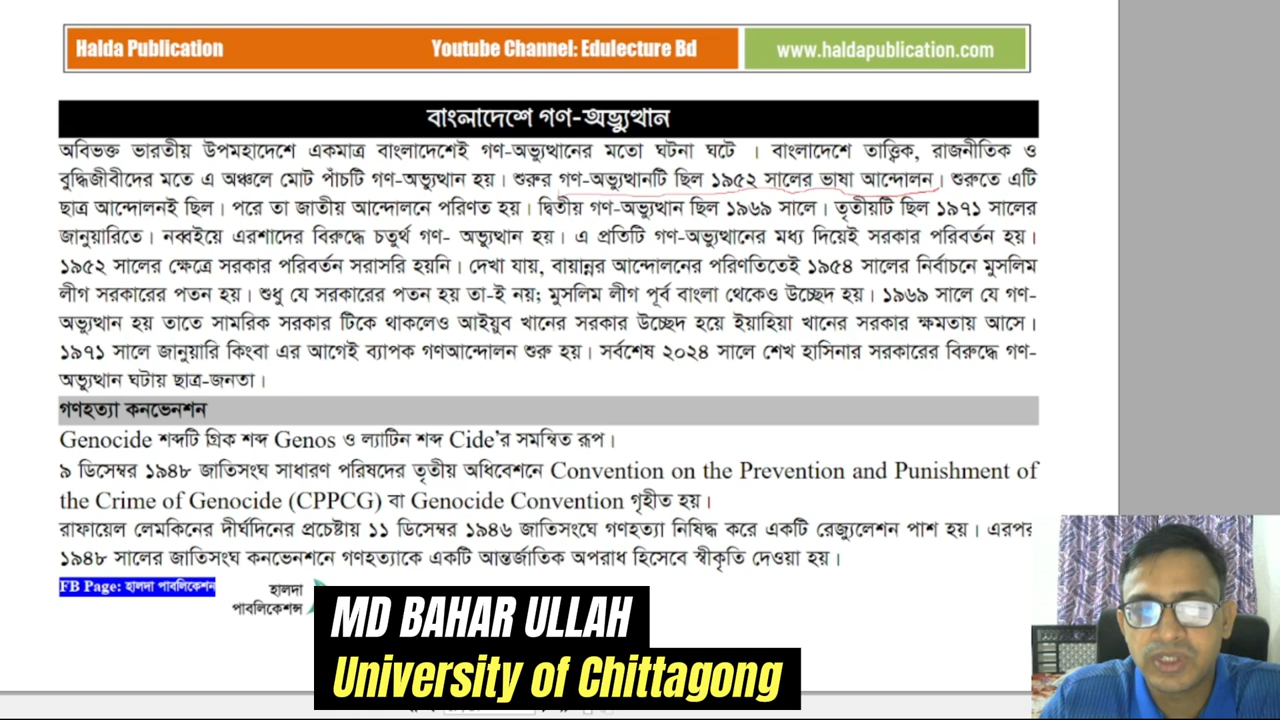 Halda Publication Youtube Channel: Edulecture Bd www.haldapublication.com
বাংলাদেশে গণ-অভ্যুত্থান
অবিভক্ত ভারতীয় উপমহাদেশে একমাত্র বাংলাদেশেই গণ-অভ্যুত্থানের মতো ঘটনা ঘটে । বাংলাদেশে তাত্ত্বিক, রাজনীতিক ও
বুদ্ধিজীবীদের মতে এ অঞ্চলে মোট পাঁচটি গণ-অভ্যুত্থান হয়। শুরুর গণ-অভ্যুত্থানটি ছিল ১৯৫২ সালের ভাষা আন্দোলন। শুরুতে এটি
ছাত্র আন্দোলনই ছিল। পরে তা জাতীয় আন্দোলনে পরিণত হয়। দ্বিতীয় গণ-অভ্যুত্থান ছিল ১৯৬৯ সালে। তৃতীয়টি ছিল ১৯৭১ সালের
জানুয়ারিতে। নব্বইয়ে এরশাদের বিরুদ্ধে চতুর্থ গণ- অভ্যুত্থান হয়। এ প্রতিটি গণ-অভ্যুত্থানের মধ্য দিয়েই সরকার পরিবর্তন হয়।
১৯৫২ সালের ক্ষেত্রে সরকার পরিবর্তন সরাসরি হয়নি। দেখা যায়, বায়ান্নর আন্দোলনের পরিণতিতেই ১৯৫৪ সালের নির্বাচনে মুসলিম
লীগ সরকারের পতন হয়। শুধু যে সরকারের পতন হয় তা-ই নয়; মুসলিম লীগ পূর্ব বাংলা থেকেও উচ্ছেদ হয়। ১৯৬৯ সালে যে গণ-
অভ্যুত্থান হয় তাতে সামরিক সরকার টিকে থাকলেও আইয়ুব খানের সরকার উচ্ছেদ হয়ে ইয়াহিয়া খানের সরকার ক্ষমতায় আসে।
১৯৭১ সালে জানুয়ারি কিংবা এর আগেই ব্যাপক গণআন্দোলন শুরু হয়। সর্বশেষ ২০২৪ সালে শেখ হাসিনার সরকারের বিরুদ্ধে গণ-
অভ্যুত্থান ঘটায় ছাত্র-জনতা।
গণহত্যা কনভেনশন
Genocide শব্দটি গ্রিক শব্দ Genos ও ল্যাটিন শব্দ Cide’র সমন্বিত রূপ।
৯ ডিসেম্বর ১৯৪৮ জাতিসংঘ সাধারণ পরিষদের তৃতীয় অধিবেশনে Convention on the Prevention and Punishment of
the Crime of Genocide (CPPCG) বা Genocide Convention গৃহীত হয়।
রাফায়েল লেমকিনের দীর্ঘদিনের প্রচেষ্টায় ১১ ডিসেম্বর ১৯৪৬ জাতিসংঘে গণহত্যা নিষিদ্ধ করে একটি রেজ্যুলেশন পাশ হয়। এরপর
১৯৪৮ সালের জাতিসংঘ কনভেনশনে গণহত্যাকে একটি আন্তর্জাতিক অপরাধ হিসেবে স্বীকৃতি দেওয়া হয়।
FB Page: হালদা পাবলিকেশন
হালদা
পাবলিকেশন্স
MD BAHAR ULLAH
University of Chittagong